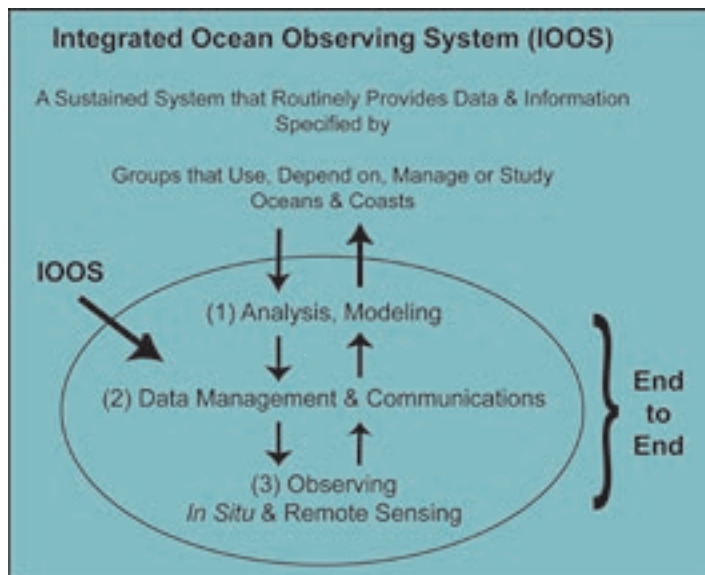 Integrated Ocean Observing System (IOOS)
A Sustained System that Routinely Provides Data & Information
Specified by
Groups that Use, Depend on, Manage or Study
Oceans & Coasts
IOOS
(1) Analysis, Modeling
(2) Data Management & Communications
(3) Observing
In Situ & Remote Sensing
End
to
End